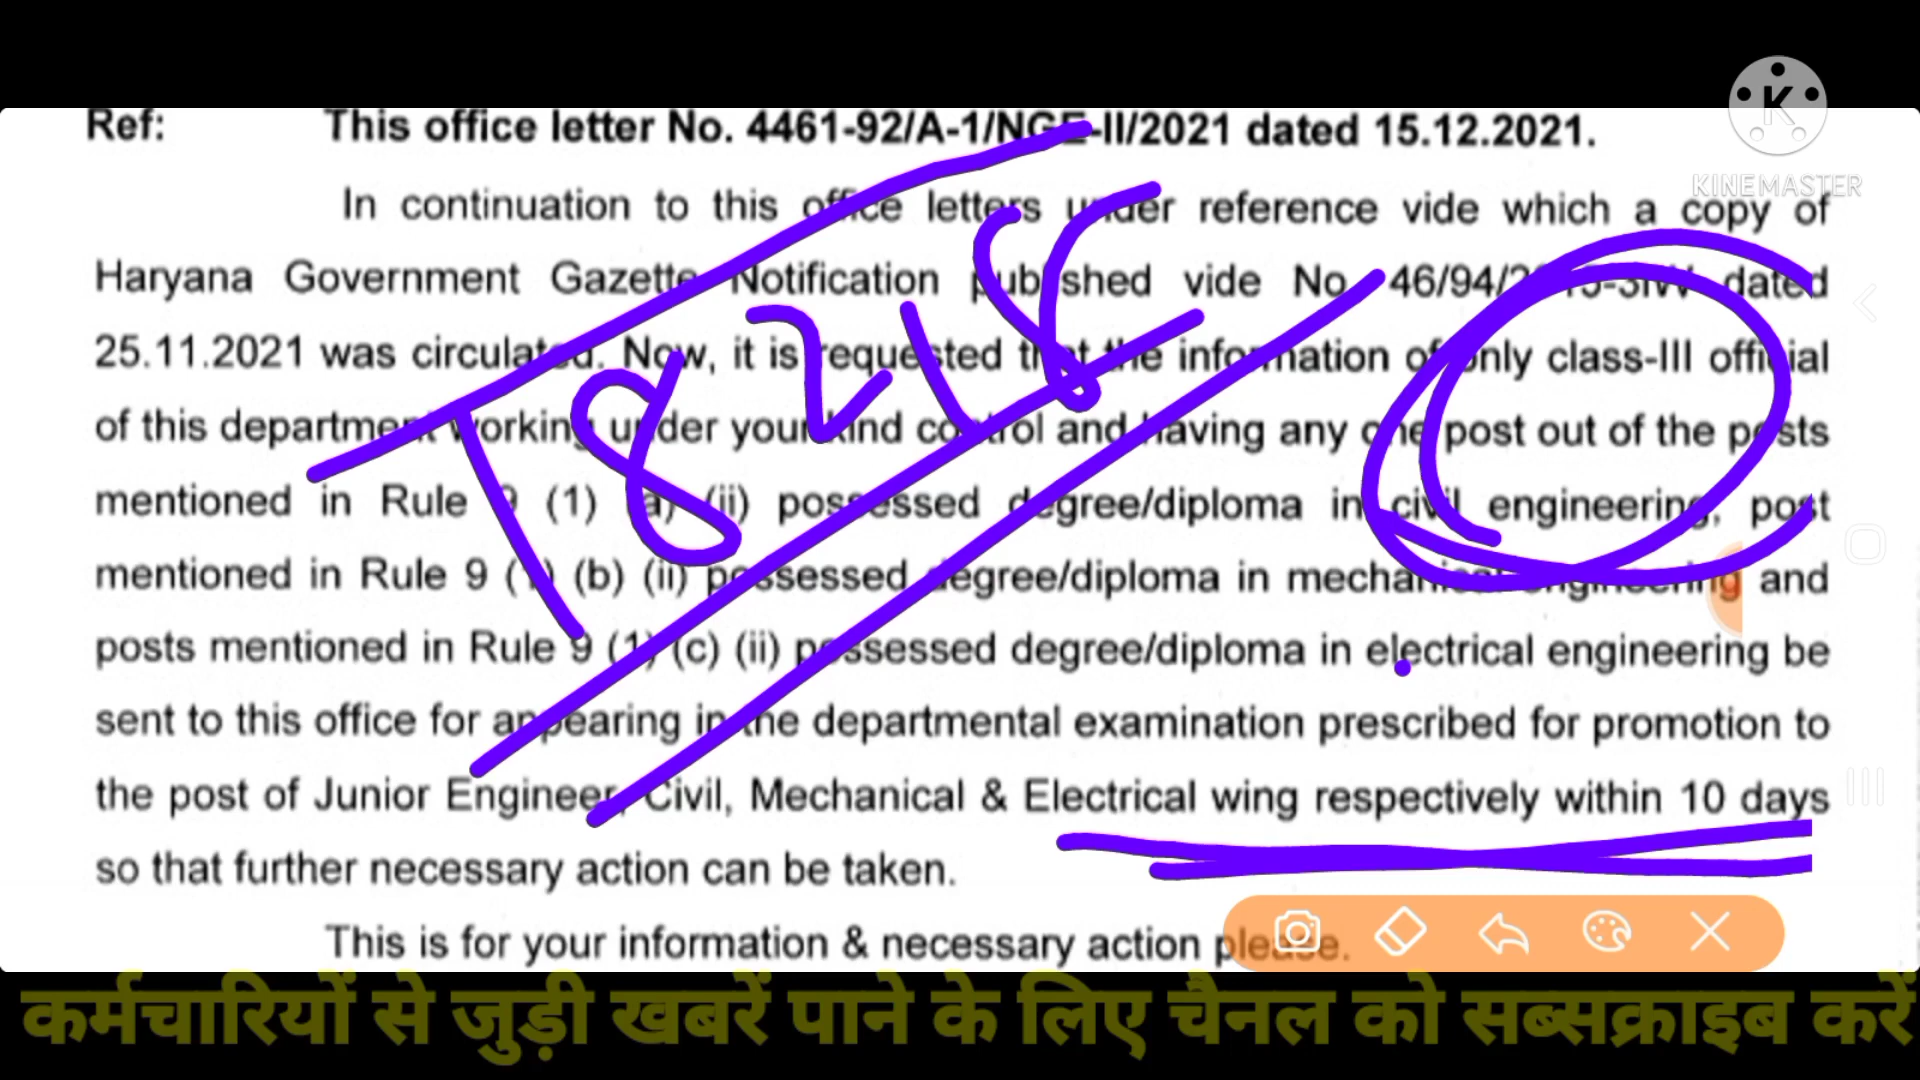 KINEMASTER
Ref: This office letter No. 4461-92/A-1/NGE-II/2021 dated 15.12.2021.
In continuation to this office letters under reference vide which a copy of
Haryana Government Gazette Notification published vide No. dated
25.11.2021 was circulated. Now, it is requested that the information of only class-III official
of this department working under your kind control and having any one post out of the posts
mentioned in Rule 9 (1) (a) (ii) possessed degree/diploma in civil engineering, post
mentioned in Rule 9 (1) (b) (ii) possessed degree/diploma in mechanical engineering and
posts mentioned in Rule 9 (1) (c) (ii) possessed degree/diploma in electrical engineering be
sent to this office for appearing in the departmental examination prescribed for promotion to
the post of Junior Engineer, Civil, Mechanical & Electrical wing respectively within 10 days
so that further necessary action can be taken.
This is for your information & necessary action please.
कर्मचारियों से जुड़ी खबरें पाने के लिए चैनल को सब्सक्राइब करें